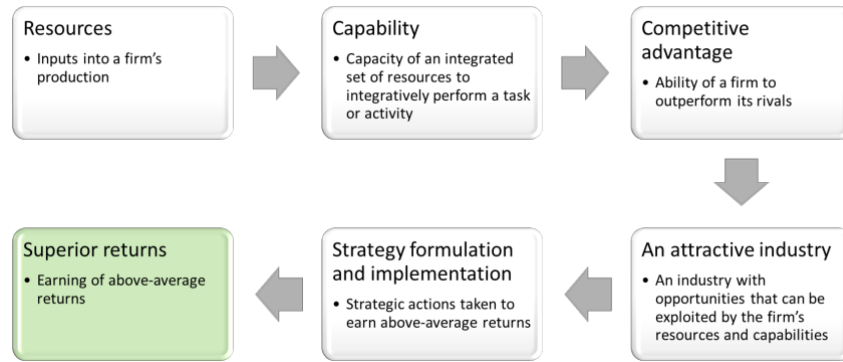 Resources
• Inputs into a firm's
production
Capability
• Capacity of an integrated
set of resources to
integratively perform a task
or activity
Competitive
advantage
• Ability of a firm to
outperform its rivals
An attractive industry
• An industry with
opportunities that can be
exploited by the firm's
resources and capabilities
Strategy formulation
and implementation
• Strategic actions taken to
earn above-average returns
Superior returns
• Earning of above-average
returns